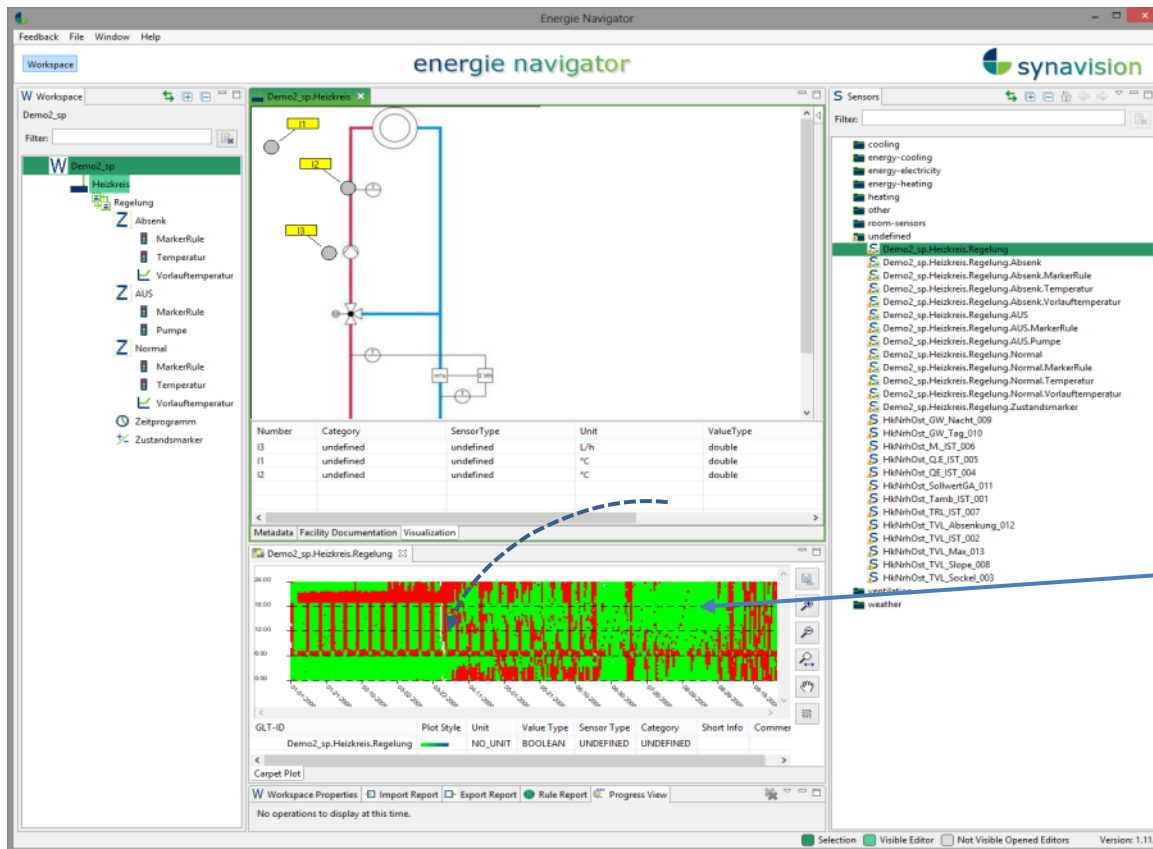 Energie Navigator
Feedback File Window Help
Workspace
energie navigator
synavision
W Workspace
Demo2_sp
Filter:
W Demo2_sp
Heizkreis
Regelung
Z Absenk
MarkerRule
Temperatur
Vorlauftemperatur
Z AUS
MarkerRule
Pumpe
Z Normal
MarkerRule
Temperatur
Vorlauftemperatur
Zeitprogramm
Zustandsmarker
Demo2_sp.Heizkreis
I1
I2
I3
Number Category SensorType Unit ValueType
I3 undefined undefined L/h double
I1 undefined undefined °C double
I2 undefined undefined °C double
Metadata Facility Documentation Visualization
Demo2_sp.Heizkreis.Regelung
24:00
18:00
12:00
6:00
0:00
GLT-ID Plot Style Unit Value Type Sensor Type Category Short Info Commer
Demo2_sp.Heizkreis.Regelung NO_UNIT BOOLEAN UNDEFINED UNDEFINED
Carpet Plot
W Workspace Properties Import Report Export Report Rule Report Progress View
No operations to display at this time.
S Sensors
Filter:
cooling
energy-cooling
energy-electricity
energy-heating
heating
other
room-sensors
undefined
Demo2_sp.Heizkreis.Regelung
Demo2_sp.Heizkreis.Regelung.Absenk
Demo2_sp.Heizkreis.Regelung.Absenk.MarkerRule
Demo2_sp.Heizkreis.Regelung.Absenk.Temperatur
Demo2_sp.Heizkreis.Regelung.Absenk.Vorlauftemperatur
Demo2_sp.Heizkreis.Regelung.AUS
Demo2_sp.Heizkreis.Regelung.AUS.MarkerRule
Demo2_sp.Heizkreis.Regelung.AUS.Pumpe
Demo2_sp.Heizkreis.Regelung.Normal
Demo2_sp.Heizkreis.Regelung.Normal.MarkerRule
Demo2_sp.Heizkreis.Regelung.Normal.Temperatur
Demo2_sp.Heizkreis.Regelung.Normal.Vorlauftemperatur
Demo2_sp.Heizkreis.Regelung.Zustandsmarker
HkNrhOst_GW_Nacht_009
HkNrhOst_GW_Tag_010
HkNrhOst_M._IST_006
HkNrhOst_Q.E_IST_005
HkNrhOst_QE_IST_004
HkNrhOst_SollwertGA_011
HkNrhOst_Tamb_IST_001
HkNrhOst_TRL_IST_007
HkNrhOst_TVL_Absenkung_012
HkNrhOst_TVL_IST_002
HkNrhOst_TVL_Max_013
HkNrhOst_TVL_Slope_008
HkNrhOst_TVL_Sockel_003
ventilation
weather
Selection Visible Editor Not Visible Opened Editors Version: 1.11.